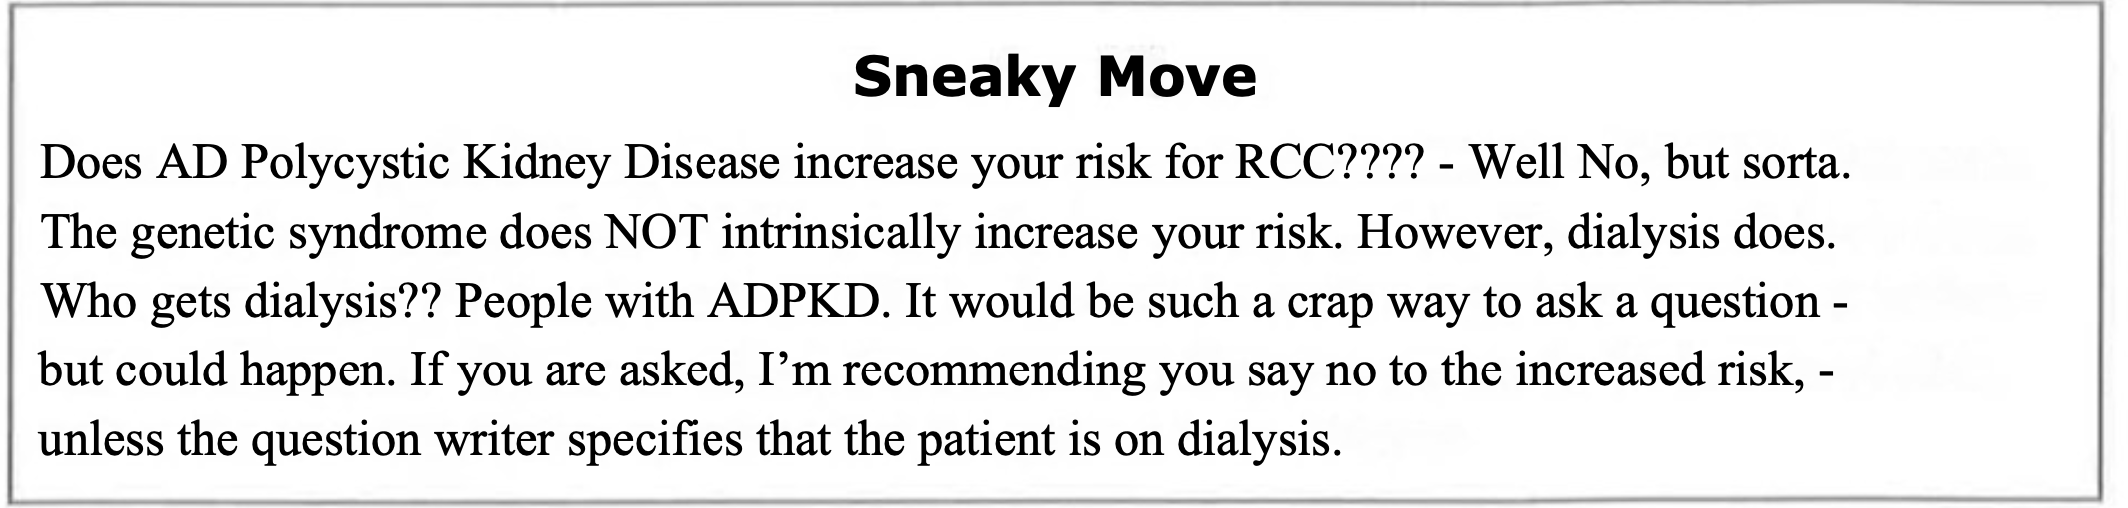 Sneaky Move
Does AD Polycystic Kidney Disease increase your risk for RCC???? - Well No, but sorta.
The genetic syndrome does NOT intrinsically increase your risk. However, dialysis does.
Who gets dialysis?? People with ADPKD. It would be such a crap way to ask a question -
but could happen. If you are asked, I’m recommending you say no to the increased risk, -
unless the question writer specifies that the patient is on dialysis.